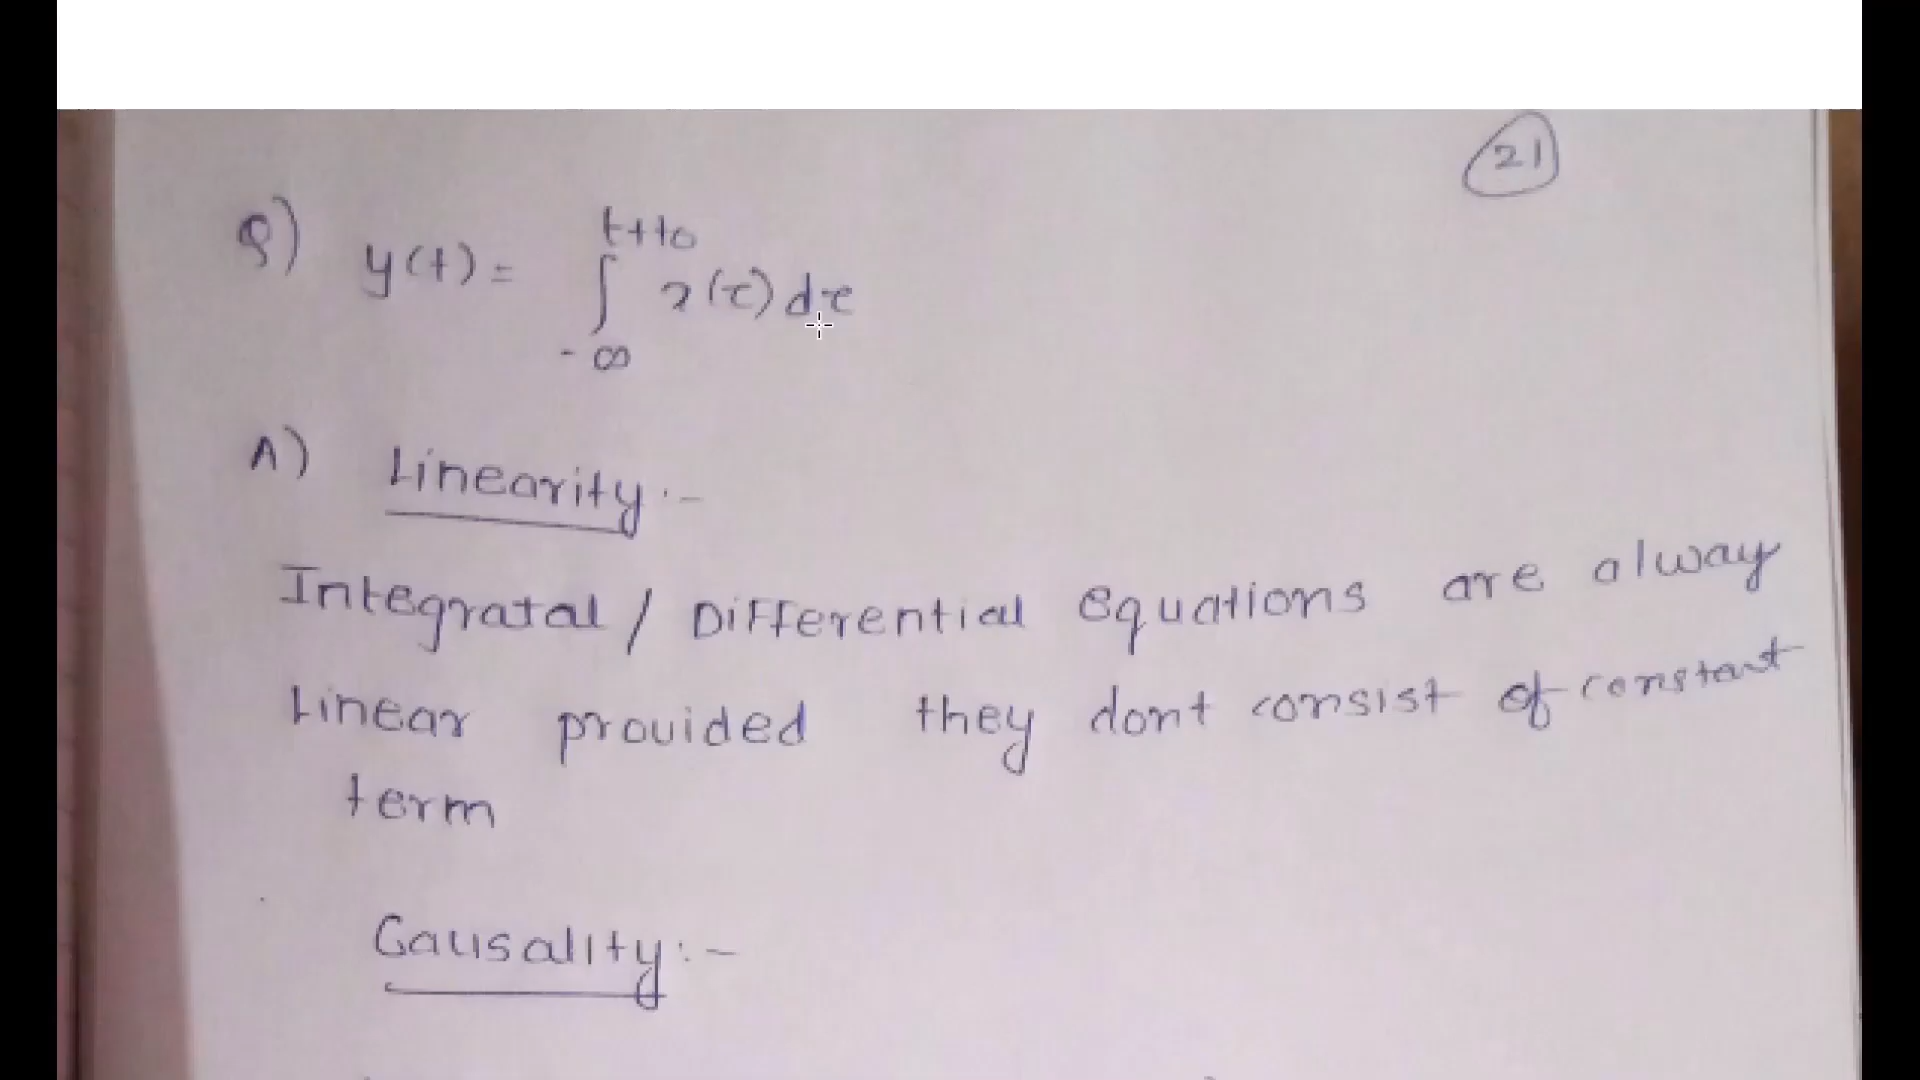 21
Q) y(t) = ∫_{-∞}^{t+t0} x(τ) dτ
A) Linearity :-
Integratal / Differential equations are alway
Linear provided they dont consist of constant
term
Causality :-